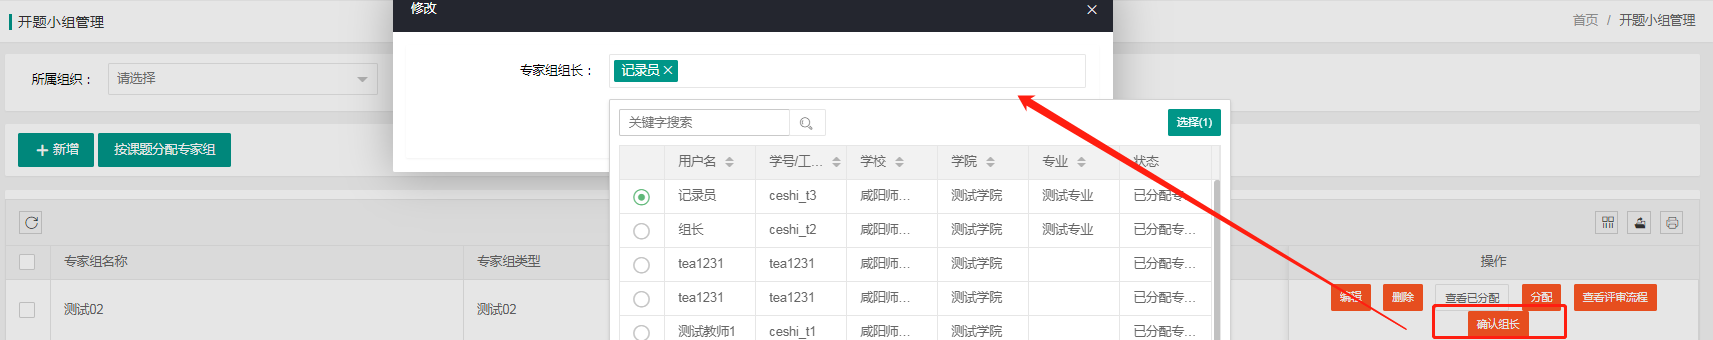 修改
开题小组管理
首页 / 开题小组管理
所属组织： 请选择
专家组组长： 记录员
关键字搜索 选择(1)
新增 按课题分配专家组
用户名 学号/工... 学校 学院 专业 状态
记录员 ceshi_t3 咸阳师... 测试学院 测试专业 已分配专...
组长 ceshi_t2 咸阳师... 测试学院 测试专业 已分配专...
专家组名称 专家组类型 操作
tea1231 tea1231 咸阳师... 测试学院 已分配专...
tea1231 tea1231 咸阳师... 测试学院 已分配专...
编辑 删除 查看已分配 分配 查看评审流程
测试02 测试02
确认组长
测试教师1 ceshi_t1 咸阳师... 测试学院 已分配专...